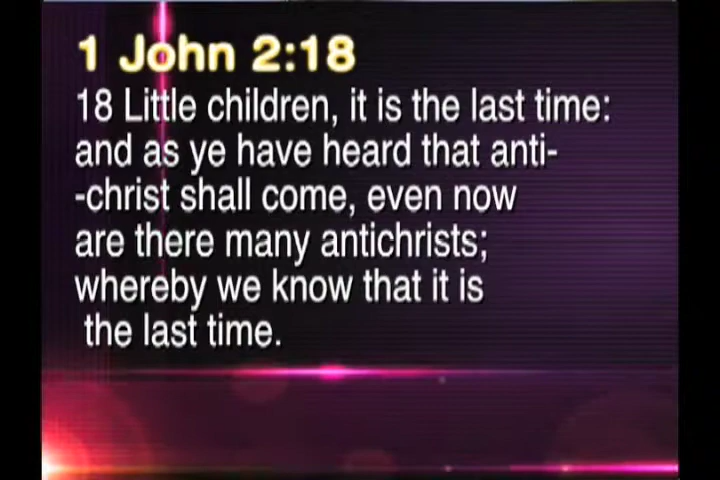 1 John 2:18
18 Little children, it is the last time:
and as ye have heard that anti-
-christ shall come, even now
are there many antichrists;
whereby we know that it is
the last time.